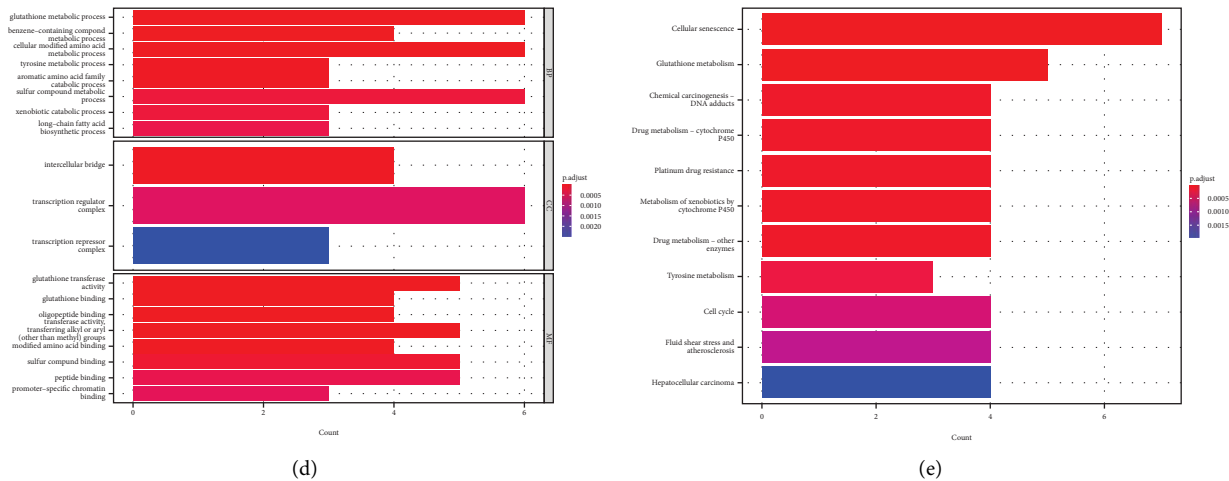 glutathione metabolic process
benzene–containing compond
metabolic process
cellular modified amino acid
metabolic process
tyrosine metabolic process
aromatic amino acid family
catabolic process
sulfur compound metabolic
process
xenobiotic catabolic process
long–chain fatty acid
biosynthetic process
BP
intercellular bridge
transcription regulator
complex
transcription repressor
complex
CC
glutathione transferase
activity
glutathione binding
oligopeptide binding
transferase activity,
transferring alkyl or aryl
(other than methyl) groups
modified amino acid binding
sulfur compund binding
peptide binding
promoter–specific chromatin
binding
MF
0 2 4 6
Count
p.adjust
0.0005
0.0010
0.0015
0.0020
(d)
Cellular senescence
Glutathione metabolism
Chemical carcinogenesis –
DNA adducts
Drug metabolism – cytochrome
P450
Platinum drug resistance
Metabolism of xenobiotics by
cytochrome P450
Drug metabolism – other
enzymes
Tyrosine metabolism
Cell cycle
Fluid shear stress and
atherosclerosis
Hepatocellular carcinoma
0 2 4 6
Count
p.adjust
0.0005
0.0010
0.0015
(e)